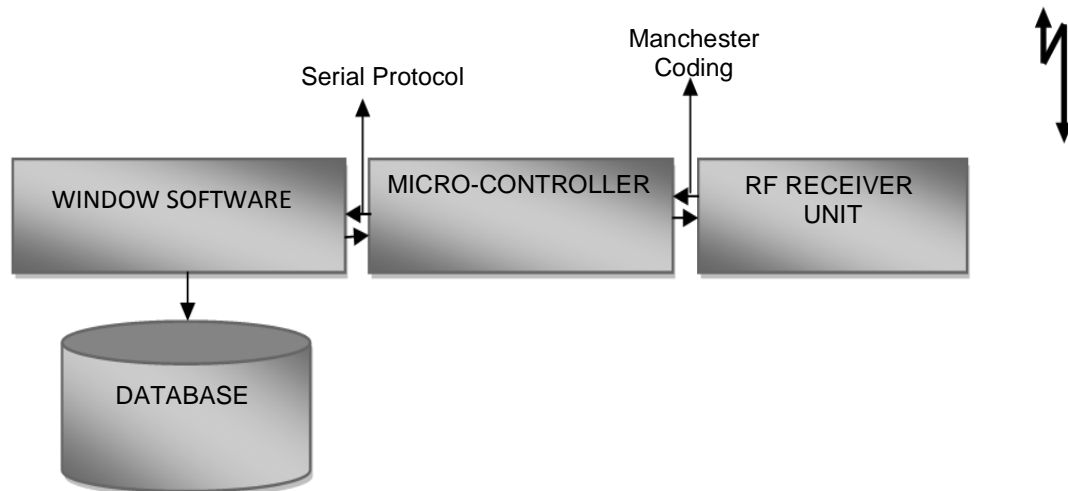 Manchester
Coding
Serial Protocol
WINDOW SOFTWARE
MICRO-CONTROLLER
RF RECEIVER
UNIT
DATABASE